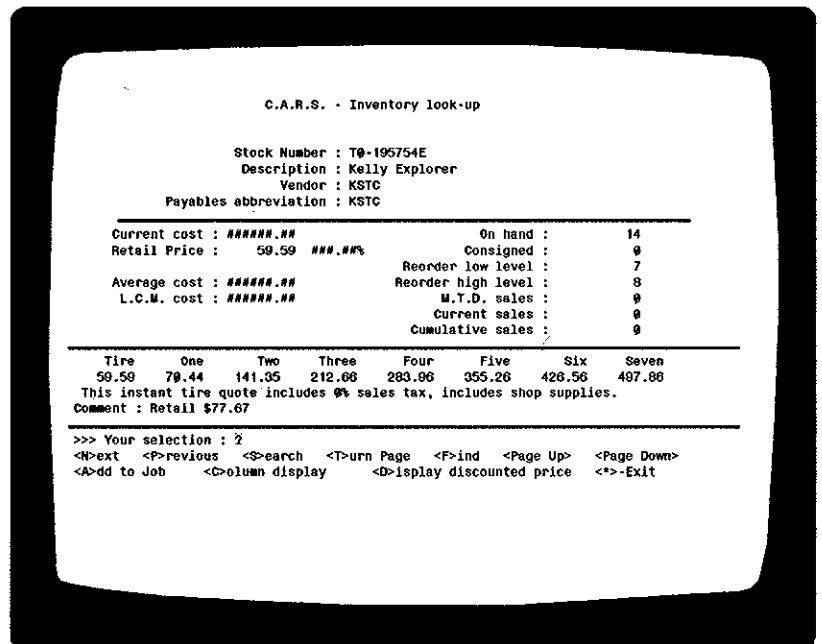 C.A.R.S. - Inventory look-up
Stock Number : T0-195754E
Description : Kelly Explorer
Vendor : KSTC
Payables abbreviation : KSTC
Current cost : ######.## On hand : 14
Retail Price : 59.59 ###.##% Consigned : 0
Reorder low level : 7
Average cost : ######.## Reorder high level : 8
L.C.M. cost : ######.## M.T.D. sales : 0
Current sales : 0
Cumulative sales : 0
Tire One Two Three Four Five Six Seven
59.59 70.44 141.35 212.66 283.96 355.26 426.56 497.86
This instant tire quote includes 0% sales tax, includes shop supplies.
Comment : Retail $77.67
>>> Your selection : ?
<N>ext <P>revious <S>earch <T>urn Page <F>ind <Page Up> <Page Down>
<A>dd to Job <C>olumn display <D>isplay discounted price <*>-Exit